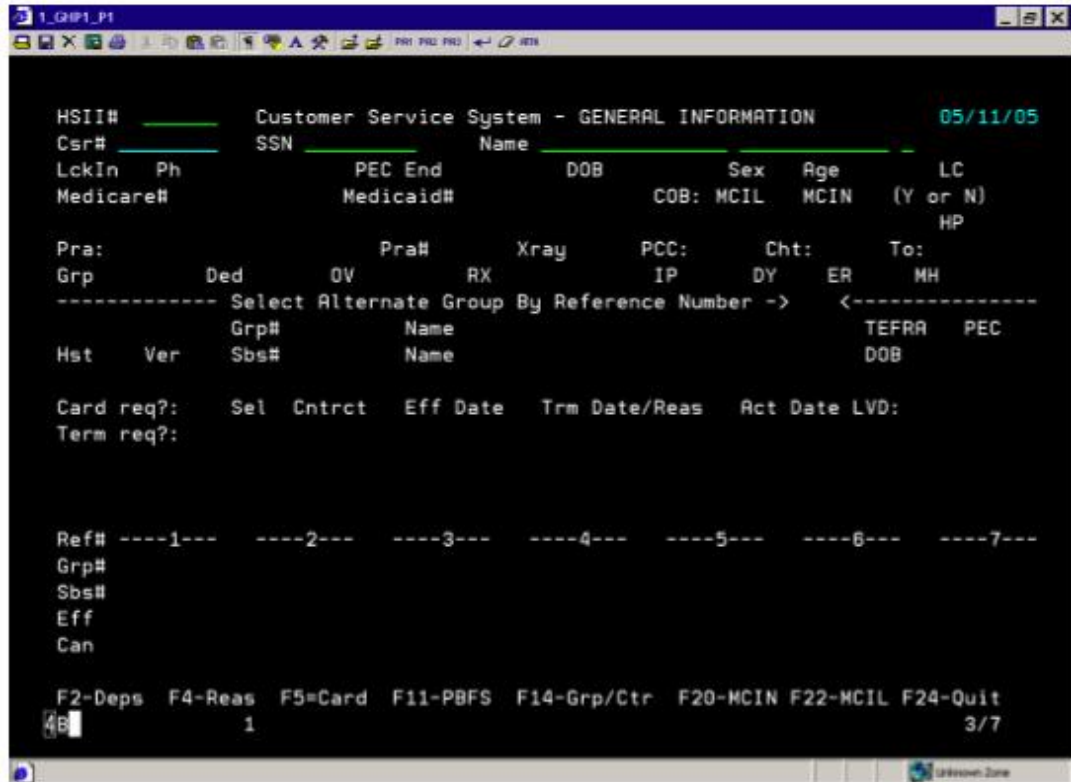 1_GHP1_P1
PA1 PA2 PA3
HSII# Customer Service System - GENERAL INFORMATION 05/11/05
Csr# SSN Name
LckIn Ph PEC End DOB Sex Age LC
Medicare# Medicaid# COB: MCIL MCIN (Y or N)
HP
Pra: Pra# Xray PCC: Cht: To:
Grp Ded OV RX IP DY ER MH
------------- Select Alternate Group By Reference Number -> <----------------
Grp# Name TEFRA PEC
Hst Ver Sbs# Name DOB
Card req?: Sel Cntrct Eff Date Trm Date/Reas Act Date LVD:
Term req?:
Ref# ----1--- ----2--- ----3--- ----4--- ----5--- ----6--- ----7---
Grp#
Sbs#
Eff
Can
F2-Deps F4-Reas F5=Card F11-PBFS F14-Grp/Ctr F20-MCIN F22-MCIL F24-Quit
4B 1 3/7
Unknown Zone